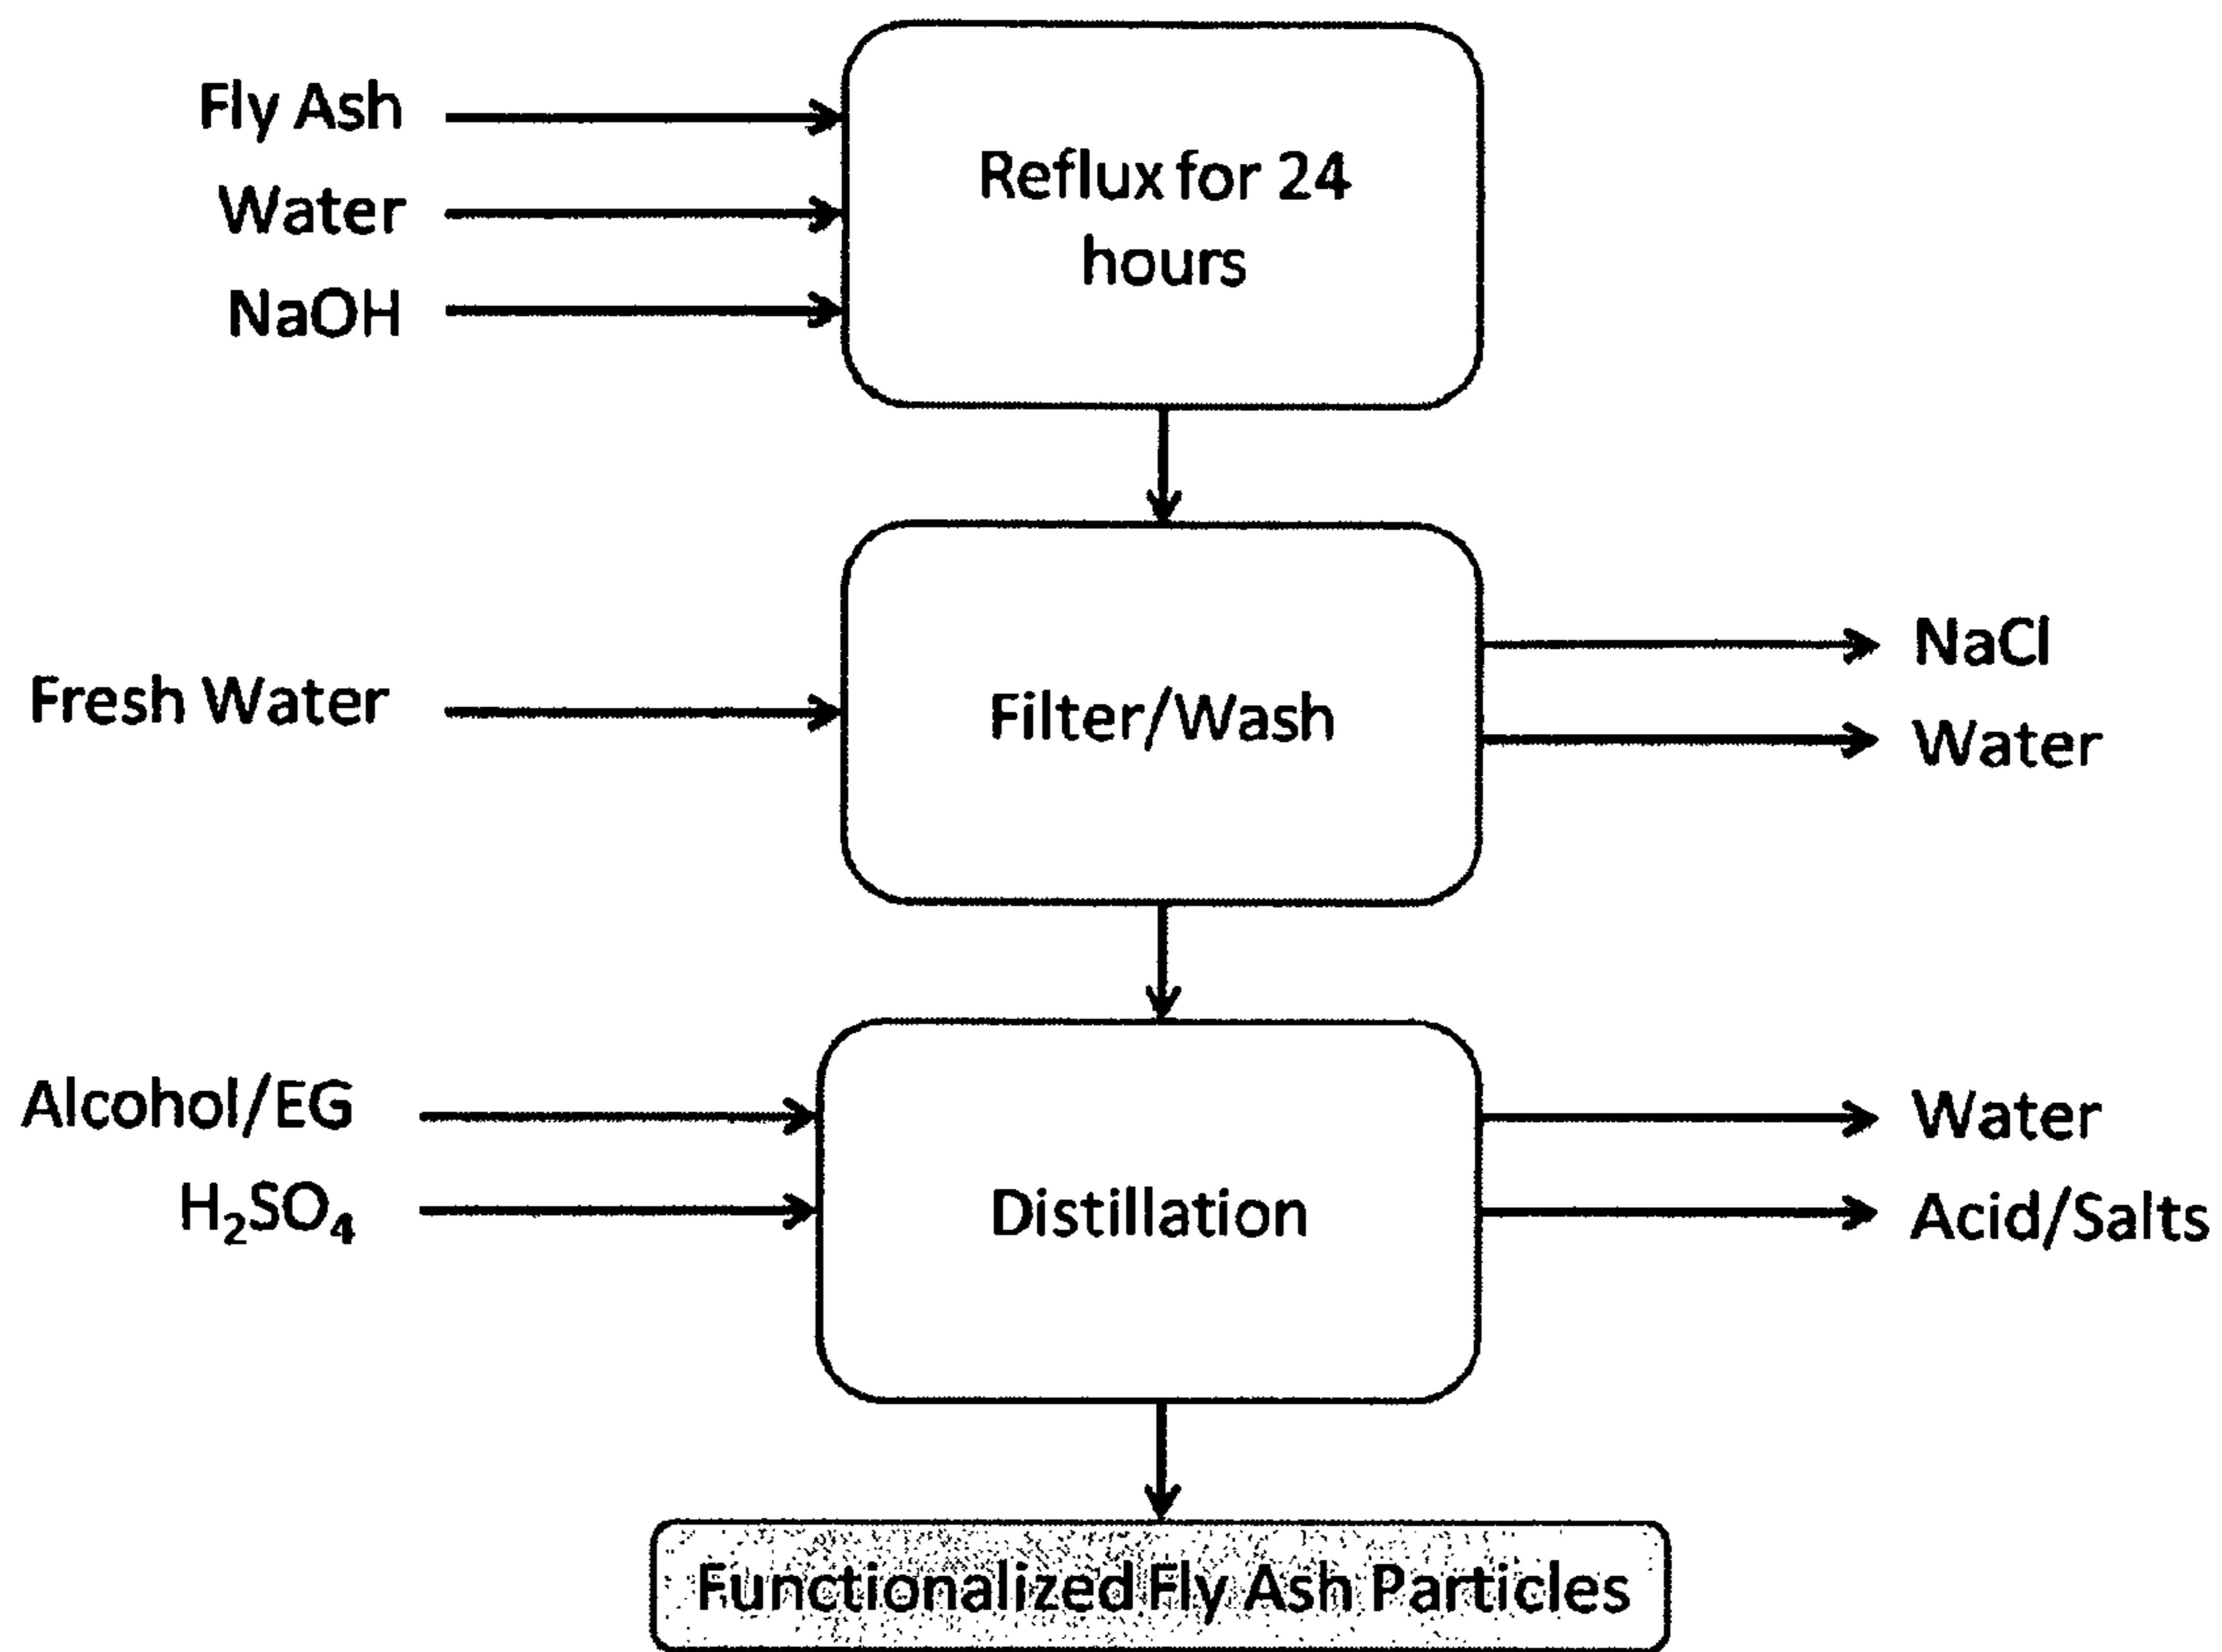 Fly Ash
Water
NaOH
Reflux for 24
hours
Fresh Water
Filter/Wash
NaCl
Water
Alcohol/EG
H₂SO₄
Distillation
Water
Acid/Salts
Functionalized Fly Ash Particles